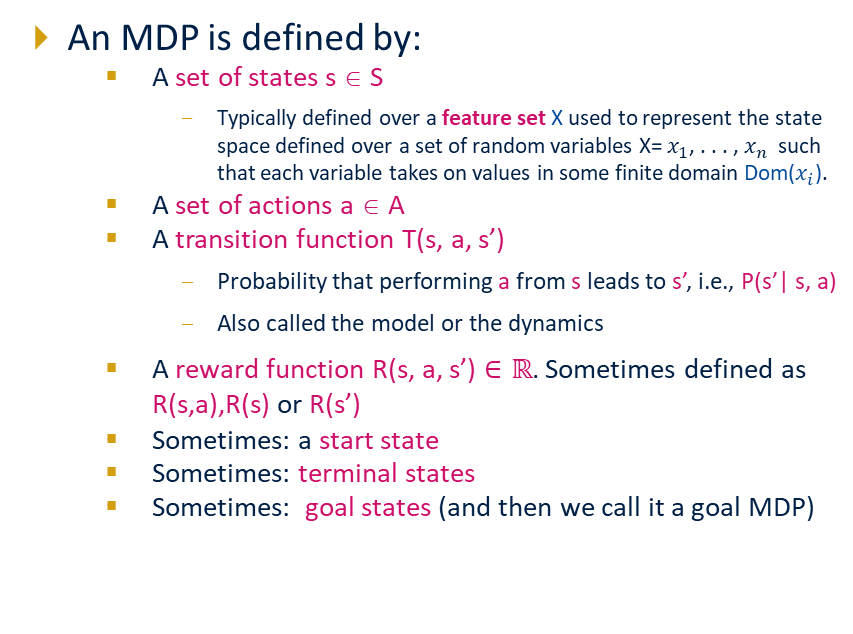 An MDP is defined by:
A set of states s ∈ S
Typically defined over a feature set X used to represent the state
space defined over a set of random variables X= x₁, . . . , xₙ such
that each variable takes on values in some finite domain Dom(xᵢ).
A set of actions a ∈ A
A transition function T(s, a, s’)
Probability that performing a from s leads to s’, i.e., P(s’| s, a)
Also called the model or the dynamics
A reward function R(s, a, s’) ∈ ℝ. Sometimes defined as
R(s,a),R(s) or R(s’)
Sometimes: a start state
Sometimes: terminal states
Sometimes: goal states (and then we call it a goal MDP)